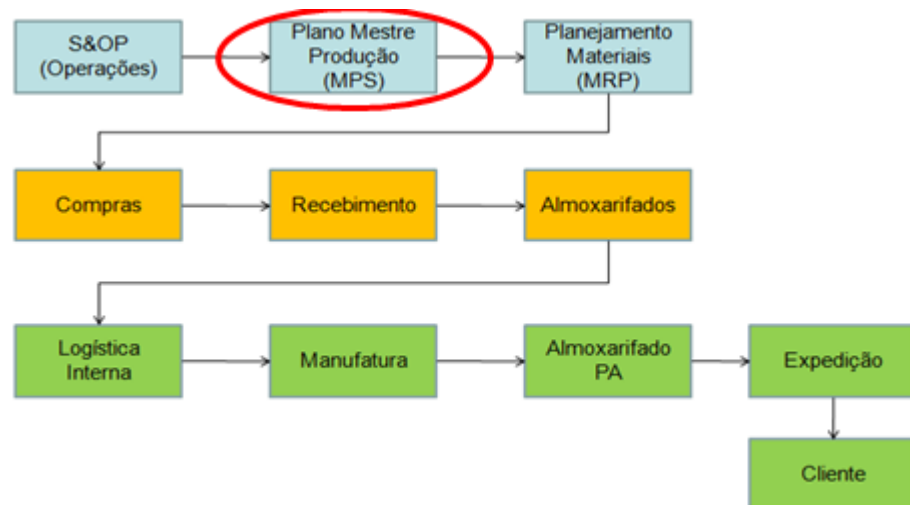 S&OP
(Operações)
Plano Mestre
Produção
(MPS)
Planejamento
Materiais
(MRP)
Compras
Recebimento
Almoxarifados
Logística
Interna
Manufatura
Almoxarifado
PA
Expedição
Cliente